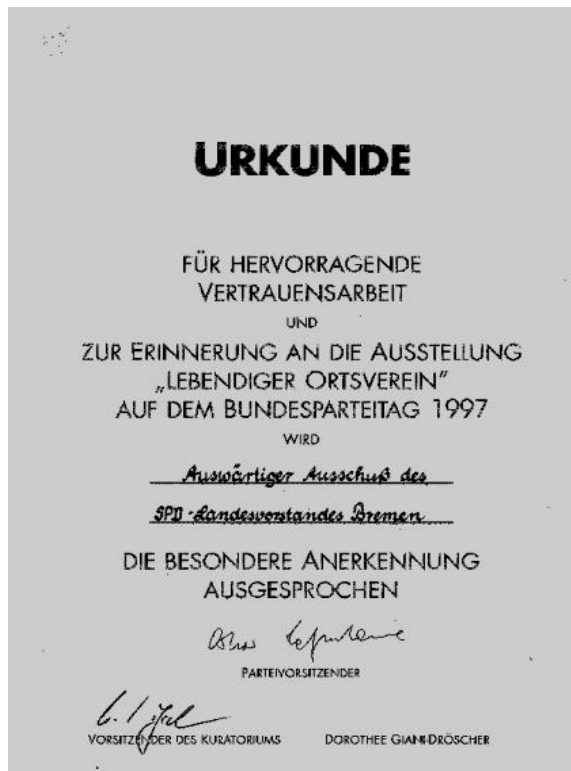 URKUNDE
FÜR HERVORRAGENDE
VERTRAUENSARBEIT
UND
ZUR ERINNERUNG AN DIE AUSSTELLUNG
„LEBENDIGER ORTSVEREIN"
AUF DEM BUNDESPARTEITAG 1997
WIRD
Auswärtiger Ausschuß des
SPD-Landesvorstandes Bremen
DIE BESONDERE ANERKENNUNG
AUSGESPROCHEN
PARTEIVORSITZENDER
VORSITZENDER DES KURATORIUMS DOROTHEE GIANI-DRÖSCHER